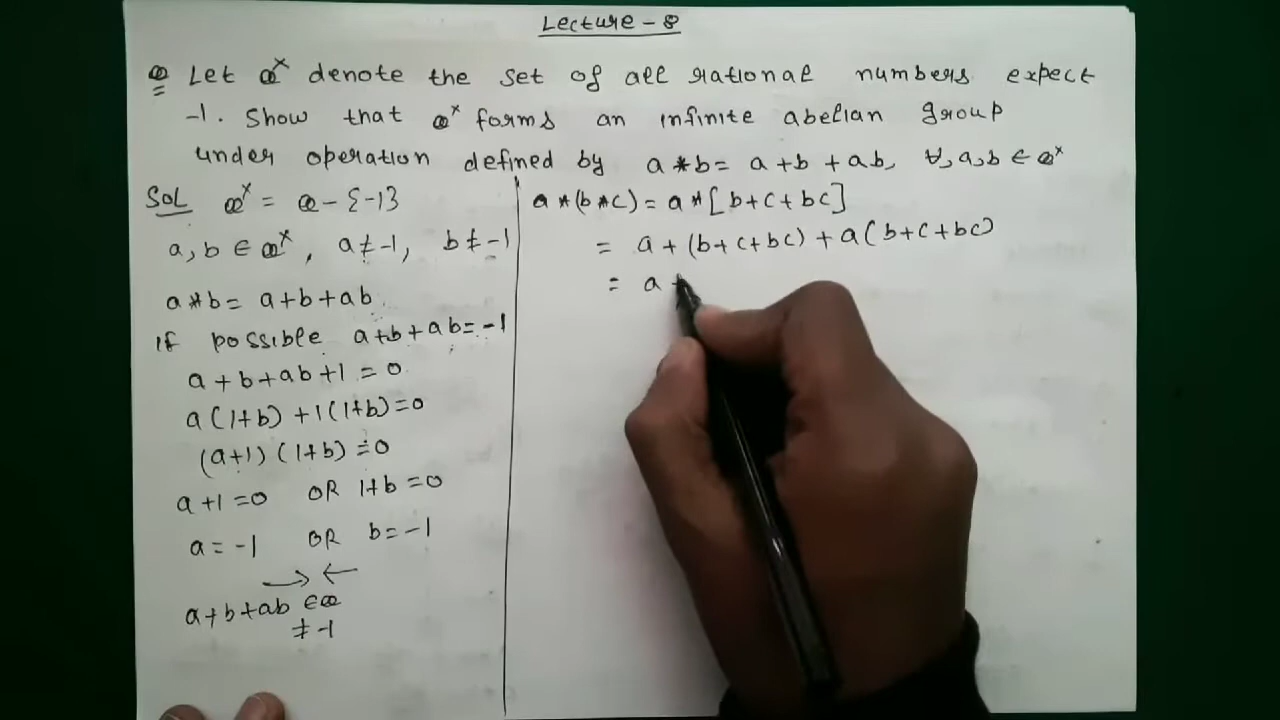 Lecture - 8
Q Let Q^x denote the set of all rational numbers expect
-1. Show that Q^x forms an infinite abelian group
under operation defined by a * b = a + b + ab, ∀, a, b ∈ Q^x
Sol Q^x = Q - {-1}
a, b ∈ Q^x, a ≠ -1, b ≠ -1
a * b = a + b + ab
If possible a + b + ab = -1
a + b + ab + 1 = 0
a (1+b) + 1 (1+b) = 0
(a+1) (1+b) = 0
a + 1 = 0 OR 1 + b = 0
a = -1 OR b = -1
→ ←
a + b + ab ∈ Q
≠ -1
a * (b * c) = a * [b + c + bc]
= a + (b + c + bc) + a (b + c + bc)
= a +